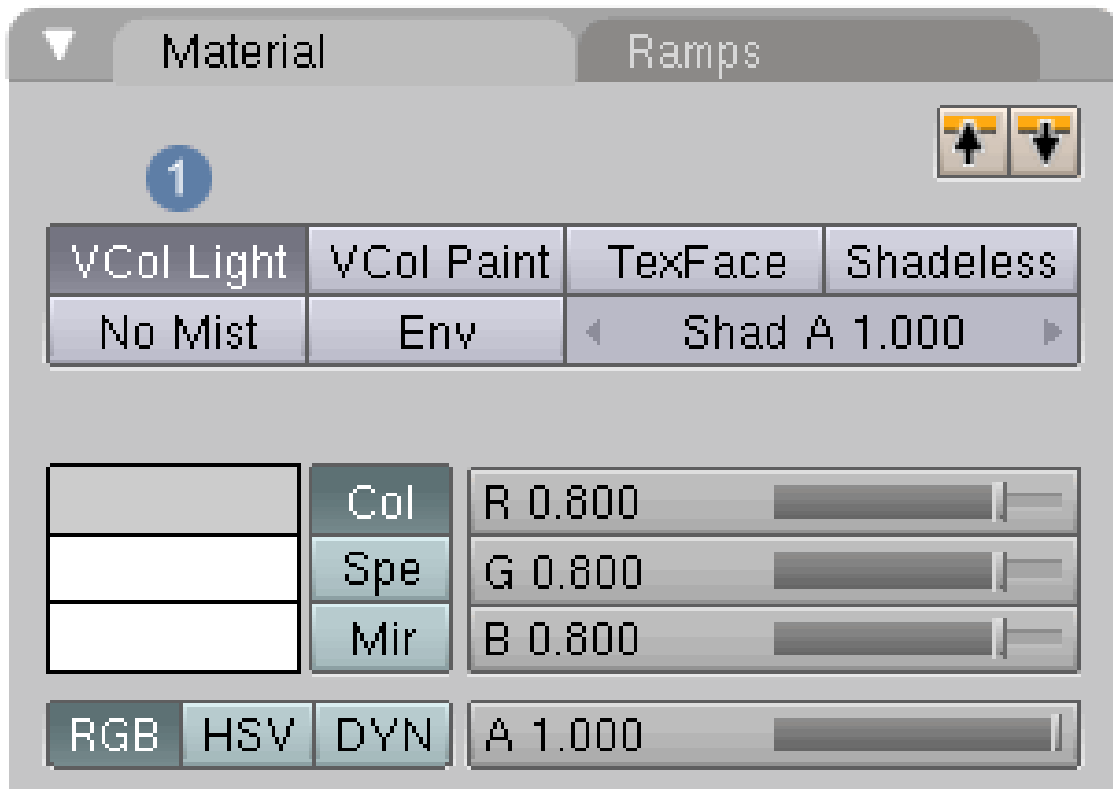 Material Ramps
1
VCol Light VCol Paint TexFace Shadeless
No Mist Env Shad A 1.000
Col R 0.800
Spe G 0.800
Mir B 0.800
RGB HSV DYN A 1.000